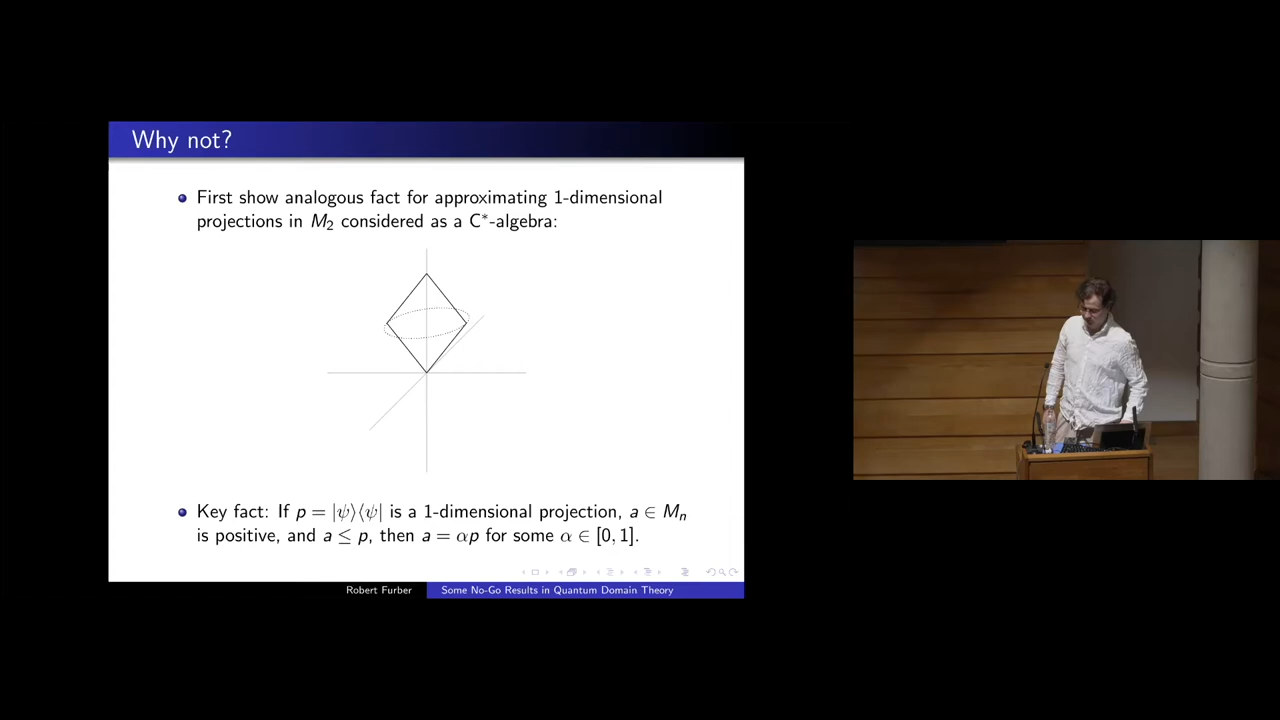 Why not?
First show analogous fact for approximating 1-dimensional
projections in M₂ considered as a C*-algebra:
Key fact: If p = |ψ⟩⟨ψ| is a 1-dimensional projection, a ∈ Mₙ
is positive, and a ≤ p, then a = αp for some α ∈ [0, 1].
Robert Furber
Some No-Go Results in Quantum Domain Theory